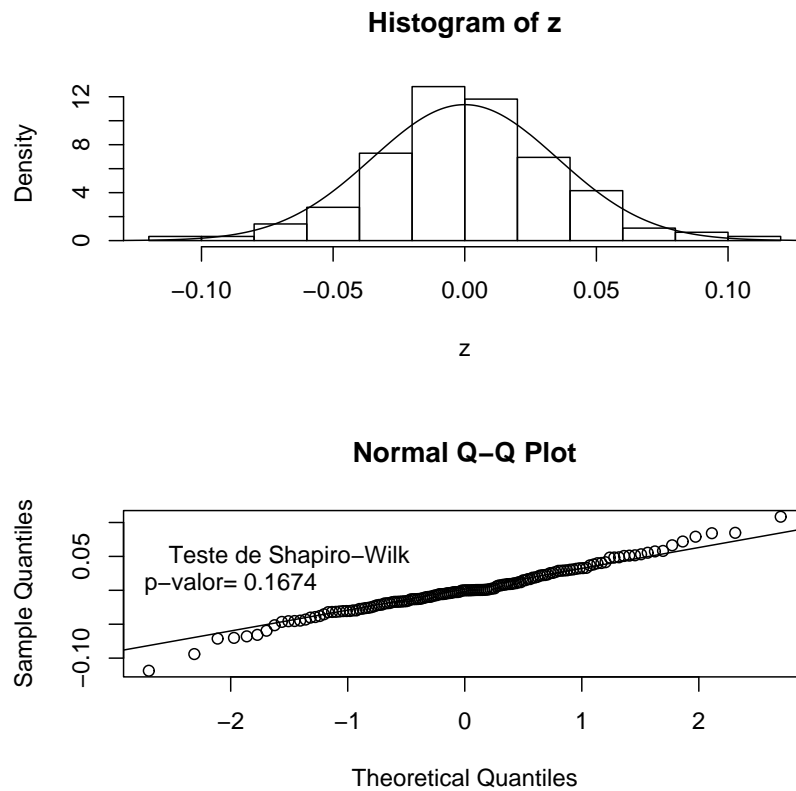 Histogram of z
Density
0 4 8 12
−0.10 −0.05 0.00 0.05 0.10
z
Normal Q−Q Plot
Sample Quantiles
−0.10 0.05
Teste de Shapiro−Wilk
p−valor= 0.1674
−2 −1 0 1 2
Theoretical Quantiles